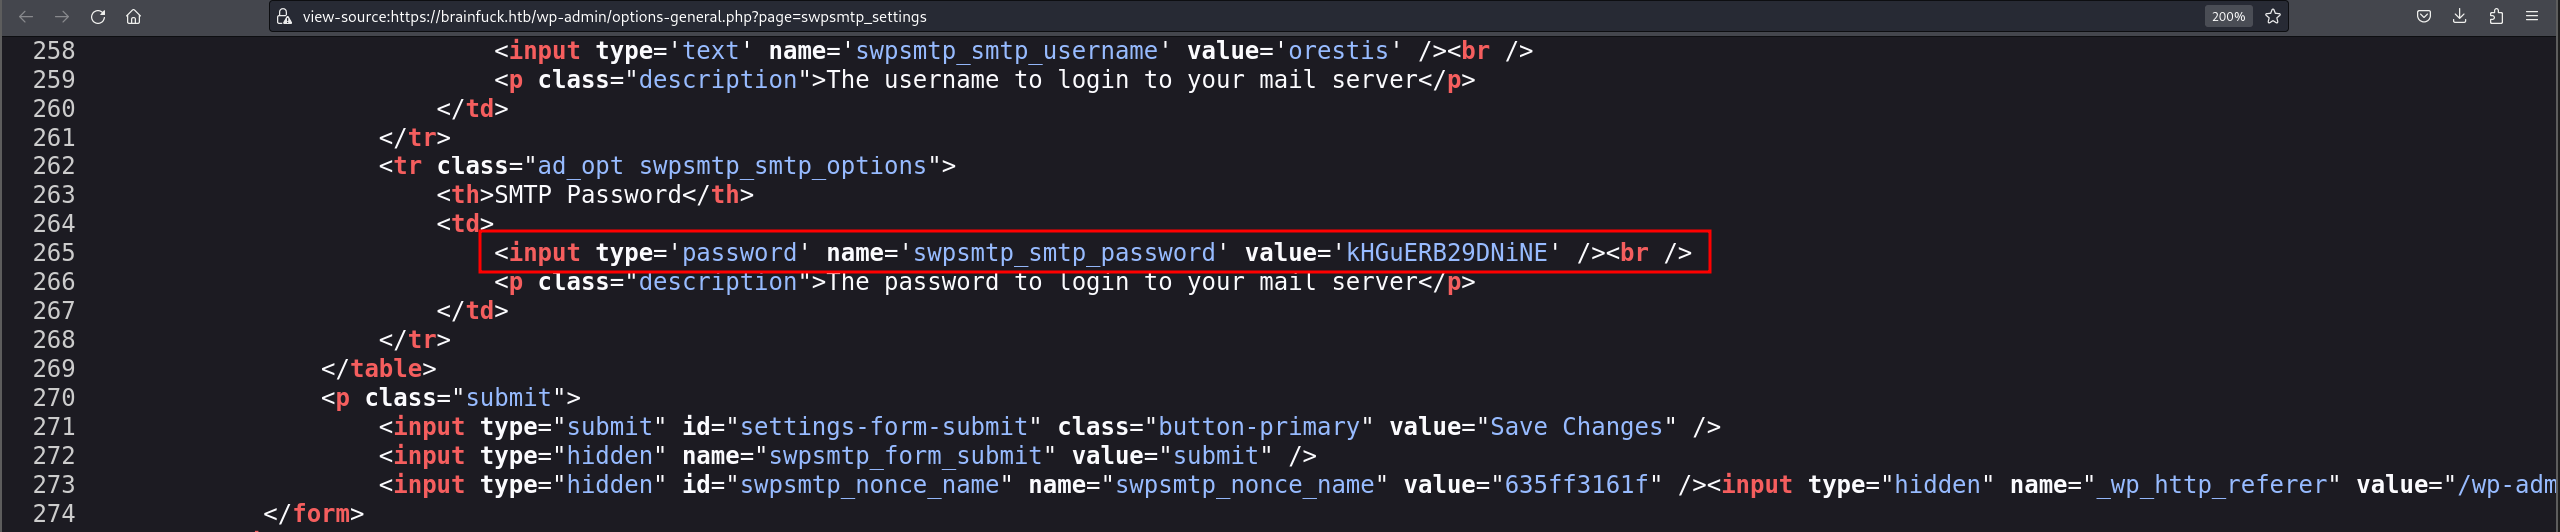 view-source:https://brainfuck.htb/wp-admin/options-general.php?page=swpsmtp_settings 200%
258 <input type='text' name='swpsmtp_smtp_username' value='orestis' /><br />
259 <p class="description">The username to login to your mail server</p>
260 </td>
261 </tr>
262 <tr class="ad_opt swpsmtp_smtp_options">
263 <th>SMTP Password</th>
264 <td>
265 <input type='password' name='swpsmtp_smtp_password' value='kHGuERB29DNiNE' /><br />
266 <p class="description">The password to login to your mail server</p>
267 </td>
268 </tr>
269 </table>
270 <p class="submit">
271 <input type="submit" id="settings-form-submit" class="button-primary" value="Save Changes" />
272 <input type="hidden" name="swpsmtp_form_submit" value="submit" />
273 <input type="hidden" id="swpsmtp_nonce_name" name="swpsmtp_nonce_name" value="635ff3161f" /><input type="hidden" name="_wp_http_referer" value="/wp-adm
274 </form>